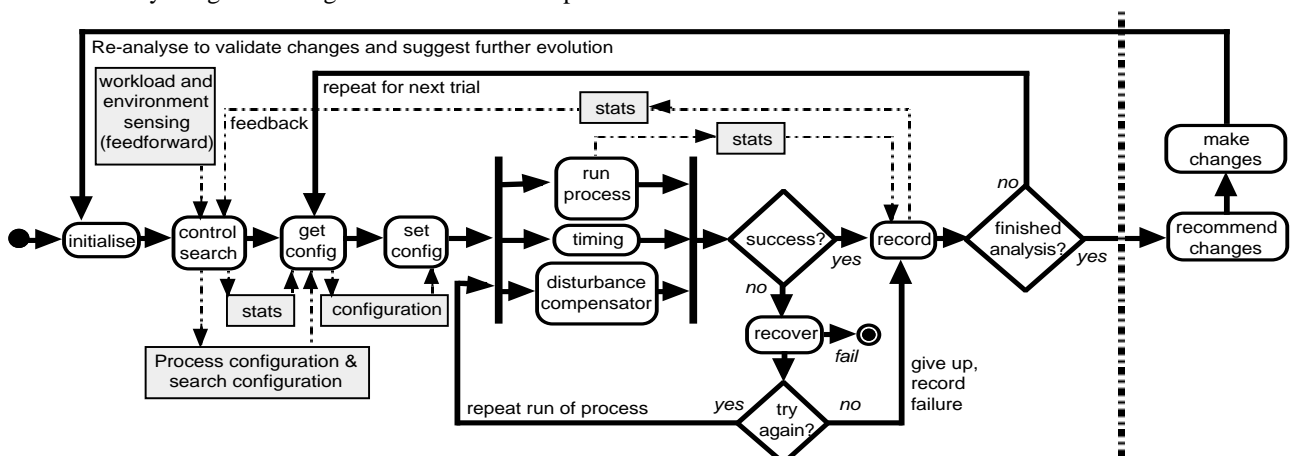 Re-analyse to validate changes and suggest further evolution
workload and
environment
sensing
(feedforward)
repeat for next trial
feedback
stats
stats
make
changes
run
process
no
initialise
control
search
get
config
set
config
timing
success?
yes
record
finished
analysis?
yes
recommend
changes
disturbance
compensator
no
stats
configuration
recover
fail
Process configuration &
search configuration
give up,
record
failure
repeat run of process
yes
try
again?
no